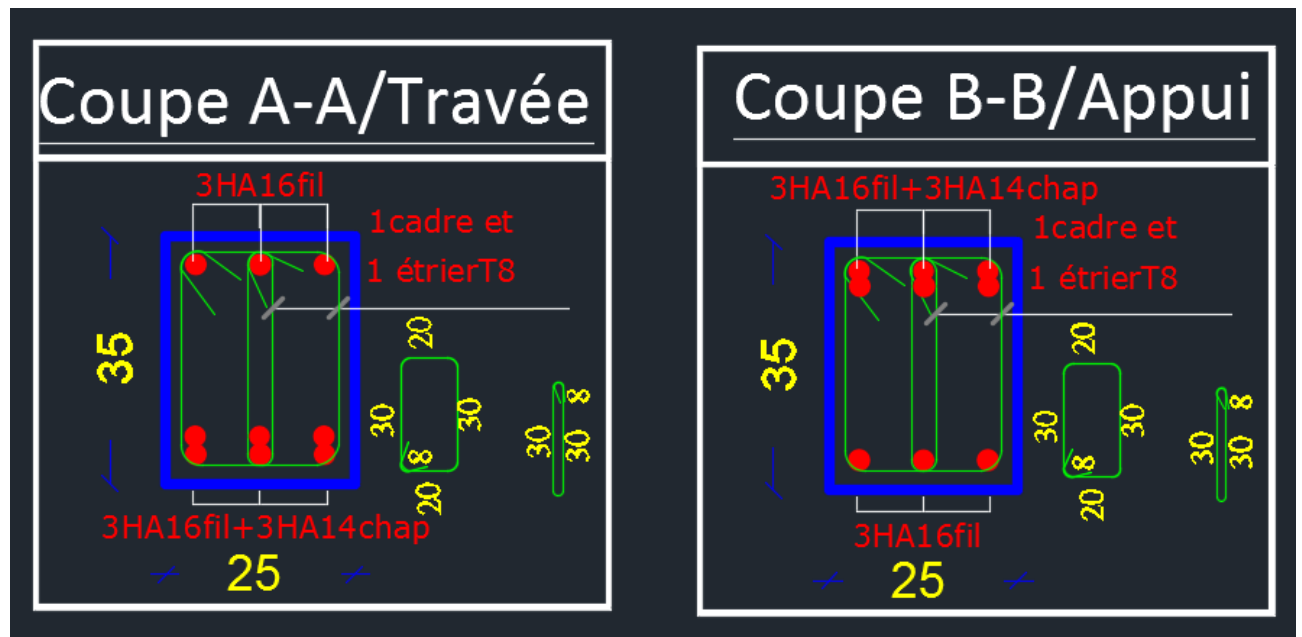 Coupe A-A/Travée
3HA16fil
1cadre et
1 étrierT8
35
20
30
30
8
20
8
30
30
3HA16fil+3HA14chap
25
Coupe B-B/Appui
3HA16fil+3HA14chap
1cadre et
1 étrierT8
35
20
30
30
8
20
8
30
30
3HA16fil
25